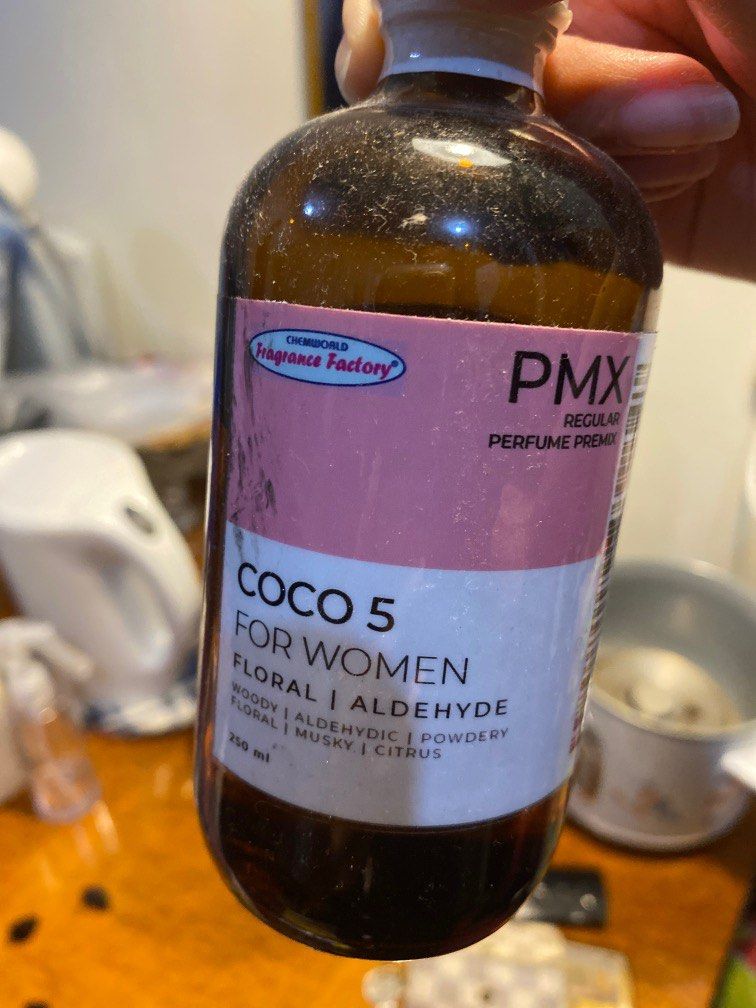 CHEMWORLD
Fragrance Factory®
PMX
REGULAR
PERFUME PREMIX
COCO 5
FOR WOMEN
FLORAL | ALDEHYDE
WOODY | ALDEHYDIC | POWDERY
FLORAL | MUSKY | CITRUS
250 ml